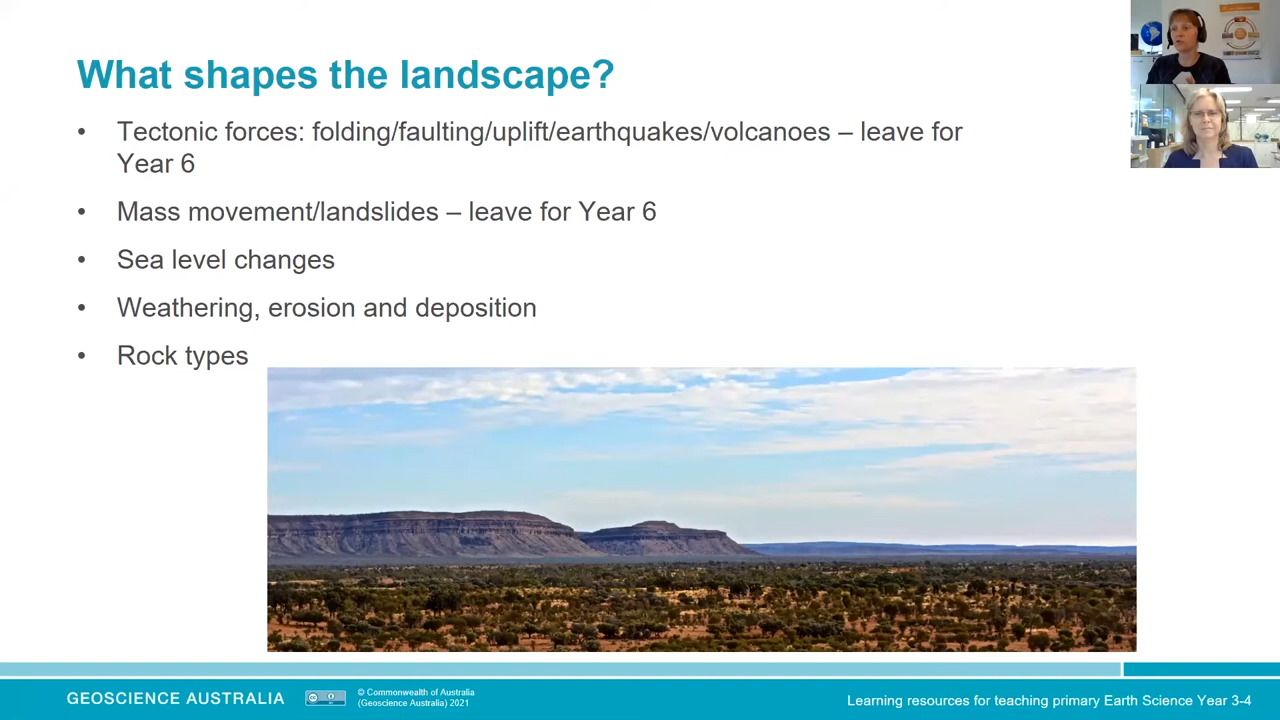 What shapes the landscape?
• Tectonic forces: folding/faulting/uplift/earthquakes/volcanoes – leave for
Year 6
• Mass movement/landslides – leave for Year 6
• Sea level changes
• Weathering, erosion and deposition
• Rock types
GEOSCIENCE AUSTRALIA
© Commonwealth of Australia
(Geoscience Australia) 2021
Learning resources for teaching primary Earth Science Year 3-4